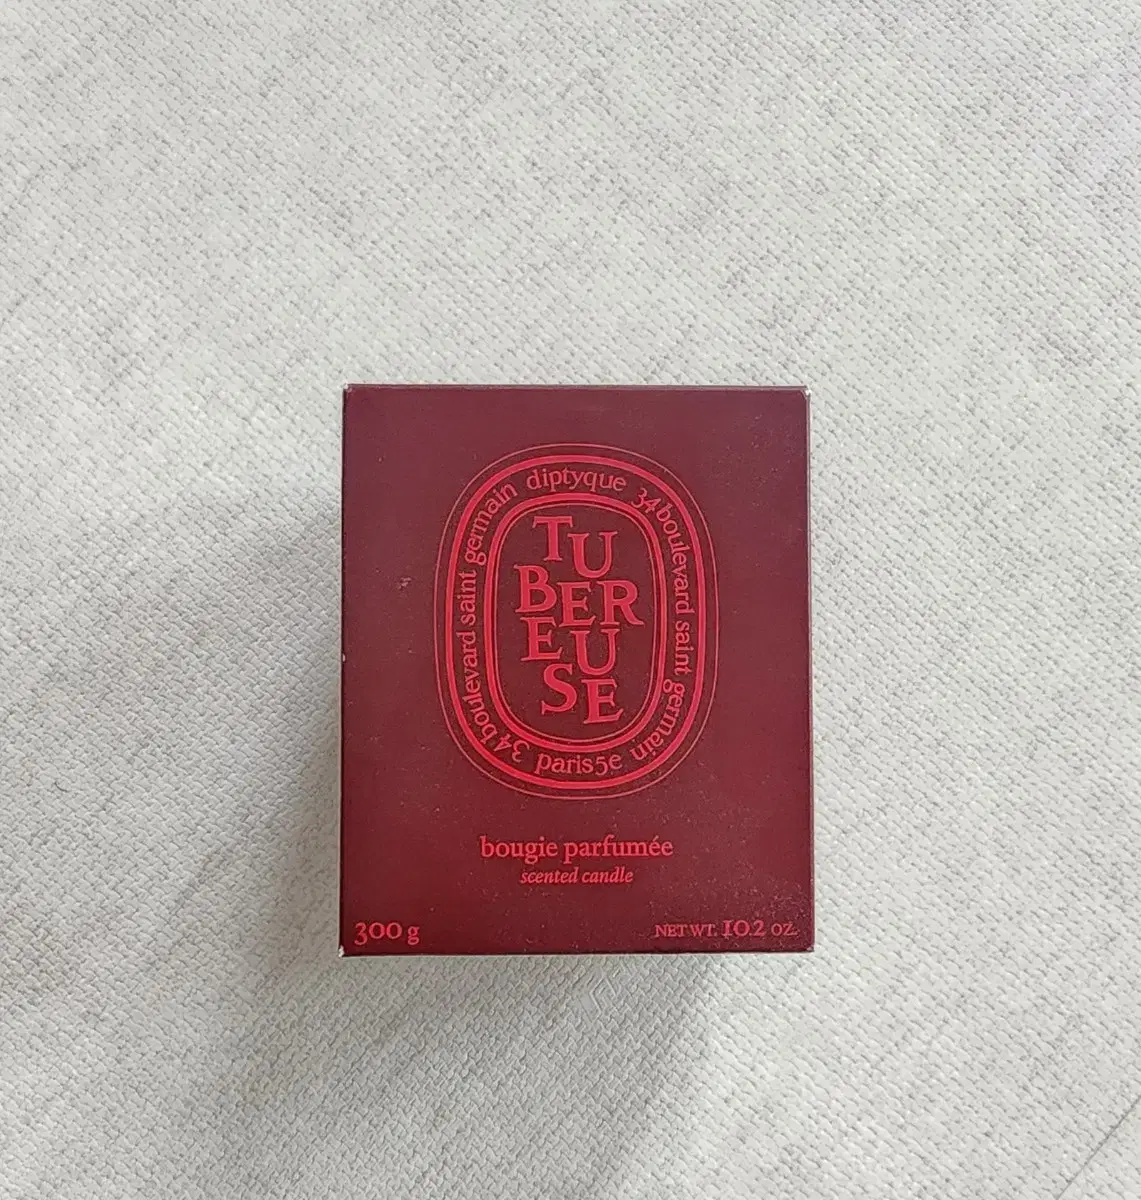 diptyque 34 boulevard saint germain paris5e 34 boulevard saint germain
TU
BER
EU
SE
bougie parfumée
scented candle
300 g
NET WT. 10.2 OZ.